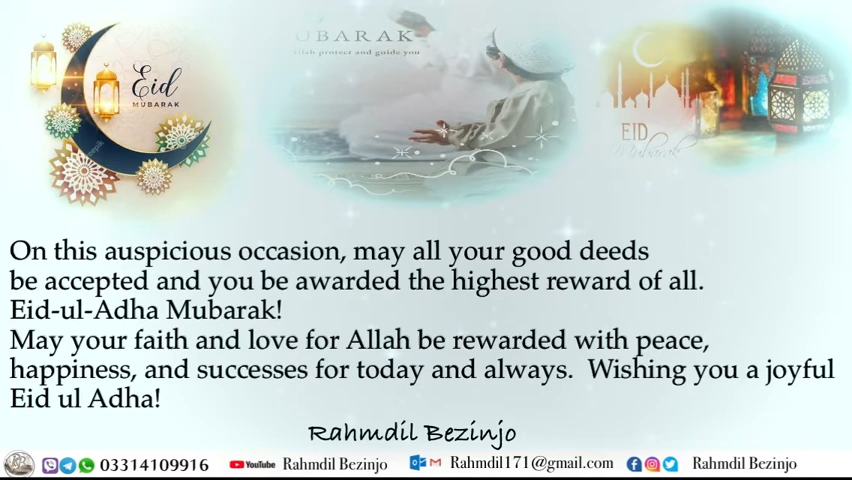 Eid
MUBARAK
UBARAK
llah protect and guide you
EID
Mubarak
On this auspicious occasion, may all your good deeds
be accepted and you be awarded the highest reward of all.
Eid-ul-Adha Mubarak!
May your faith and love for Allah be rewarded with peace,
happiness, and successes for today and always. Wishing you a joyful
Eid ul Adha!
Rahmdil Bezinjo
03314109916 YouTube Rahmdil Bezinjo Rahmdil171@gmail.com Rahmdil Bezinjo